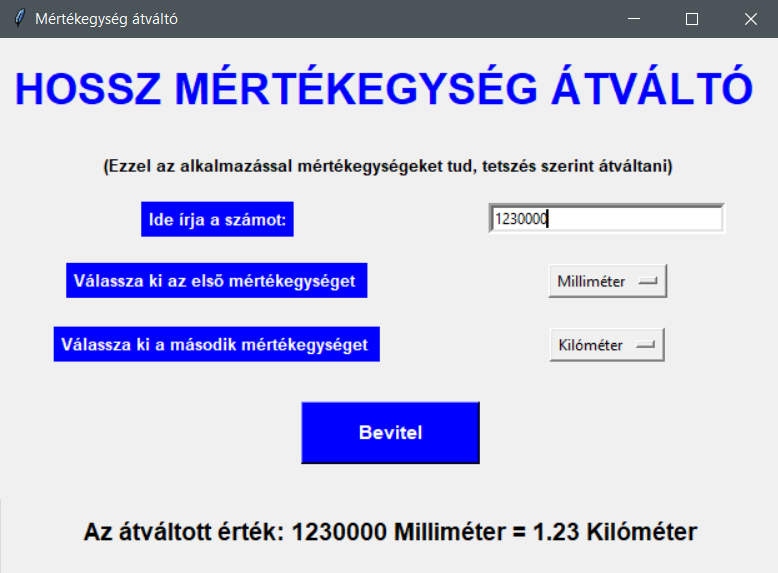 Mértékegység átváltó
HOSSZ MÉRTÉKEGYSÉG ÁTVÁLTÓ
(Ezzel az alkalmazással mértékegységeket tud, tetszés szerint átváltani)
Ide írja a számot:
1230000
Válassza ki az első mértékegységet
Milliméter
Válassza ki a második mértékegységet
Kilóméter
Bevitel
Az átváltott érték: 1230000 Milliméter = 1.23 Kilóméter